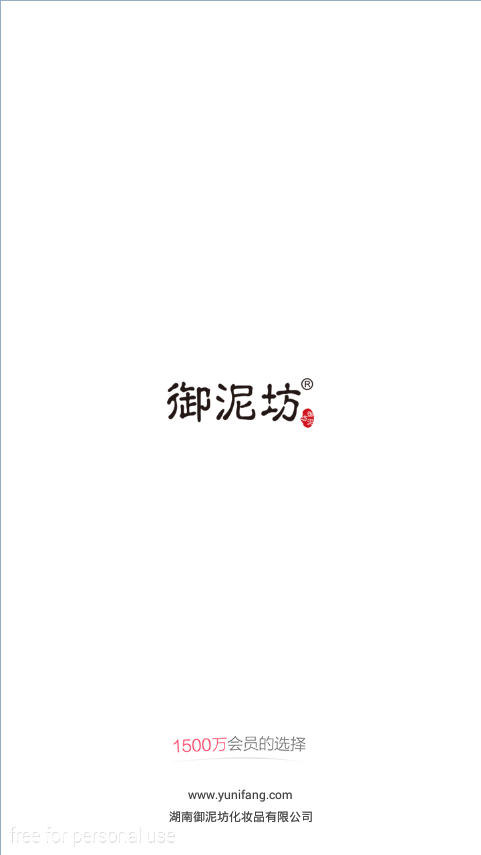 御泥坊®
1500万会员的选择
www.yunifang.com
湖南御泥坊化妆品有限公司
free for personal use